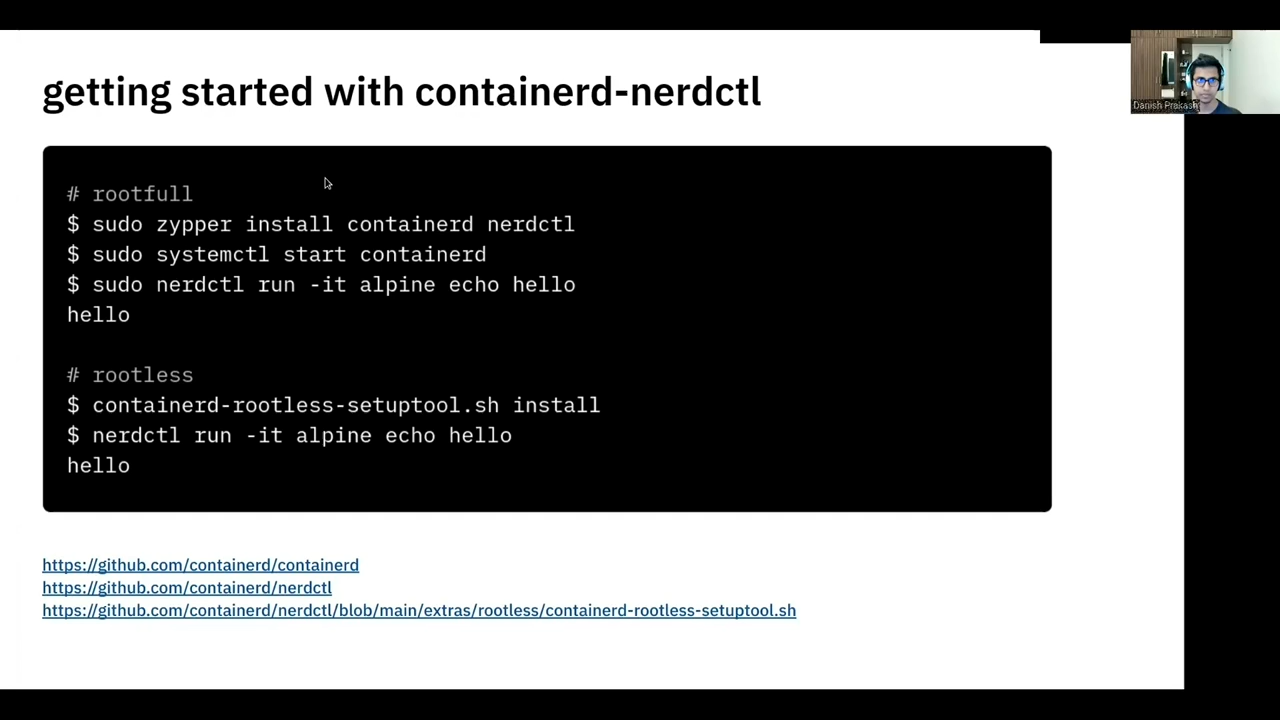 getting started with containerd-nerdctl
Danish Prakash
# rootfull
$ sudo zypper install containerd nerdctl
$ sudo systemctl start containerd
$ sudo nerdctl run -it alpine echo hello
hello
# rootless
$ containerd-rootless-setuptool.sh install
$ nerdctl run -it alpine echo hello
hello
https://github.com/containerd/containerd
https://github.com/containerd/nerdctl
https://github.com/containerd/nerdctl/blob/main/extras/rootless/containerd-rootless-setuptool.sh